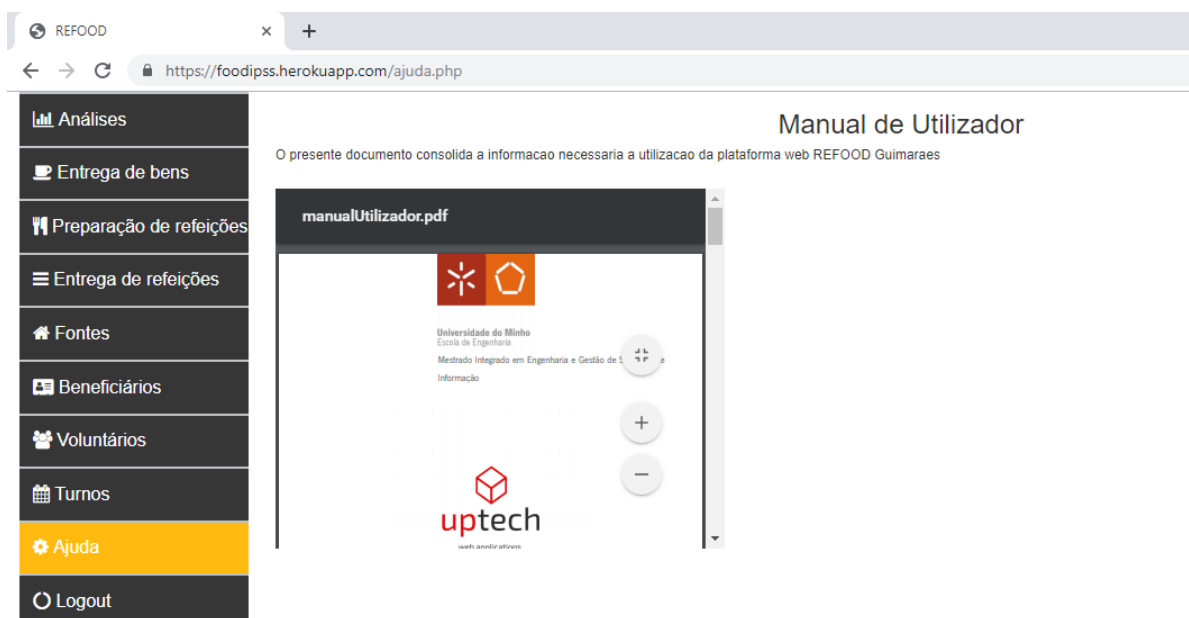 REFOOD
https://foodipss.herokuapp.com/ajuda.php
Análises
Entrega de bens
Preparação de refeições
Entrega de refeições
Fontes
Beneficiários
Voluntários
Turnos
Ajuda
Logout
Manual de Utilizador
O presente documento consolida a informacao necessaria a utilizacao da plataforma web REFOOD Guimaraes
manualUtilizador.pdf
Universidade do Minho
Escola de Engenharia
Mestrado Integrado em Engenharia e Gestão de
Informação
uptech
web applications